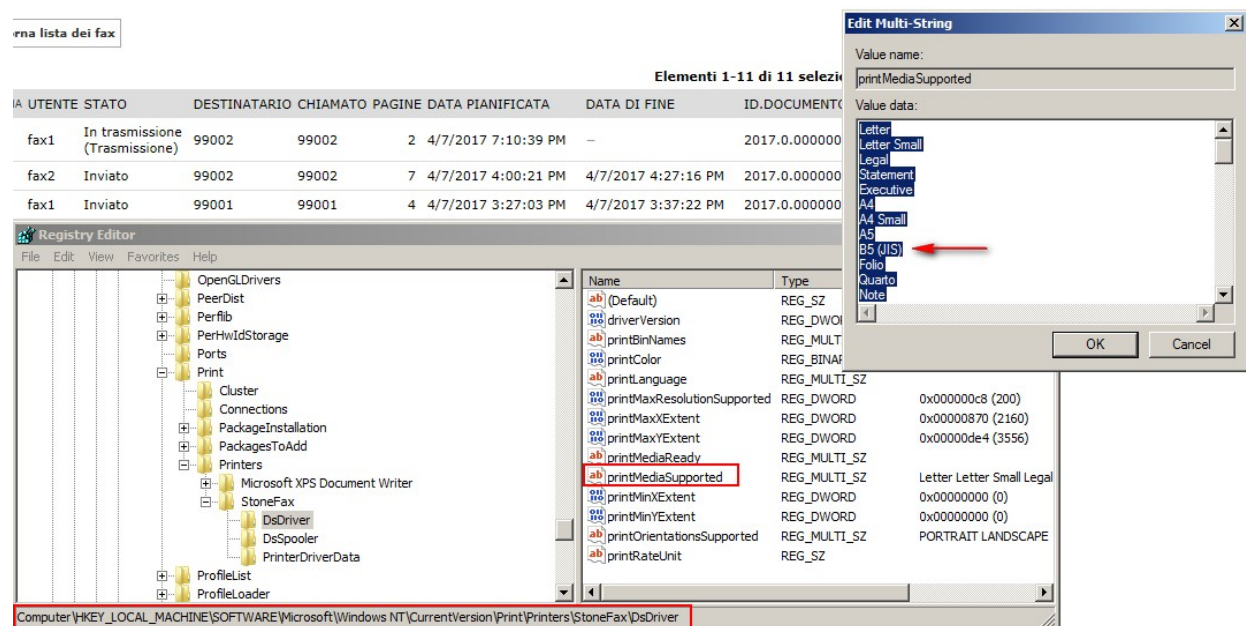 rna lista dei fax
Elementi 1-11 di 11 selezi
UTENTE STATO DESTINATARIO CHIAMATO PAGINE DATA PIANIFICATA DATA DI FINE ID.DOCUMENTO
fax1 In trasmissione (Trasmissione) 99002 99002 2 4/7/2017 7:10:39 PM – 2017.0.000000
fax2 Inviato 99002 99002 7 4/7/2017 4:00:21 PM 4/7/2017 4:27:16 PM 2017.0.000000
fax1 Inviato 99001 99001 4 4/7/2017 3:27:03 PM 4/7/2017 3:37:22 PM 2017.0.000000
Edit Multi-String
Value name:
printMediaSupported
Value data:
Letter
Letter Small
Legal
Statement
Executive
A4
A4 Small
A5
B5 (JIS)
Folio
Quarto
Note
OK Cancel
Registry Editor
File Edit View Favorites Help
OpenGLDrivers
PeerDist
Perflib
PerHwIdStorage
Ports
Print
Cluster
Connections
PackageInstallation
PackagesToAdd
Printers
Microsoft XPS Document Writer
StoneFax
DsDriver
DsSpooler
PrinterDriverData
ProfileList
ProfileLoader
Name Type
(Default) REG_SZ
driverVersion REG_DWO
printBinNames REG_MULT
printColor REG_BINA
printLanguage REG_MULTI_SZ
printMaxResolutionSupported REG_DWORD 0x000000c8 (200)
printMaxXExtent REG_DWORD 0x00000870 (2160)
printMaxYExtent REG_DWORD 0x00000de4 (3556)
printMediaReady REG_MULTI_SZ
printMediaSupported REG_MULTI_SZ Letter Letter Small Legal
printMinXExtent REG_DWORD 0x00000000 (0)
printMinYExtent REG_DWORD 0x00000000 (0)
printOrientationsSupported REG_MULTI_SZ PORTRAIT LANDSCAPE
printRateUnit REG_SZ
Computer\HKEY_LOCAL_MACHINE\SOFTWARE\Microsoft\Windows NT\CurrentVersion\Print\Printers\StoneFax\DsDriver